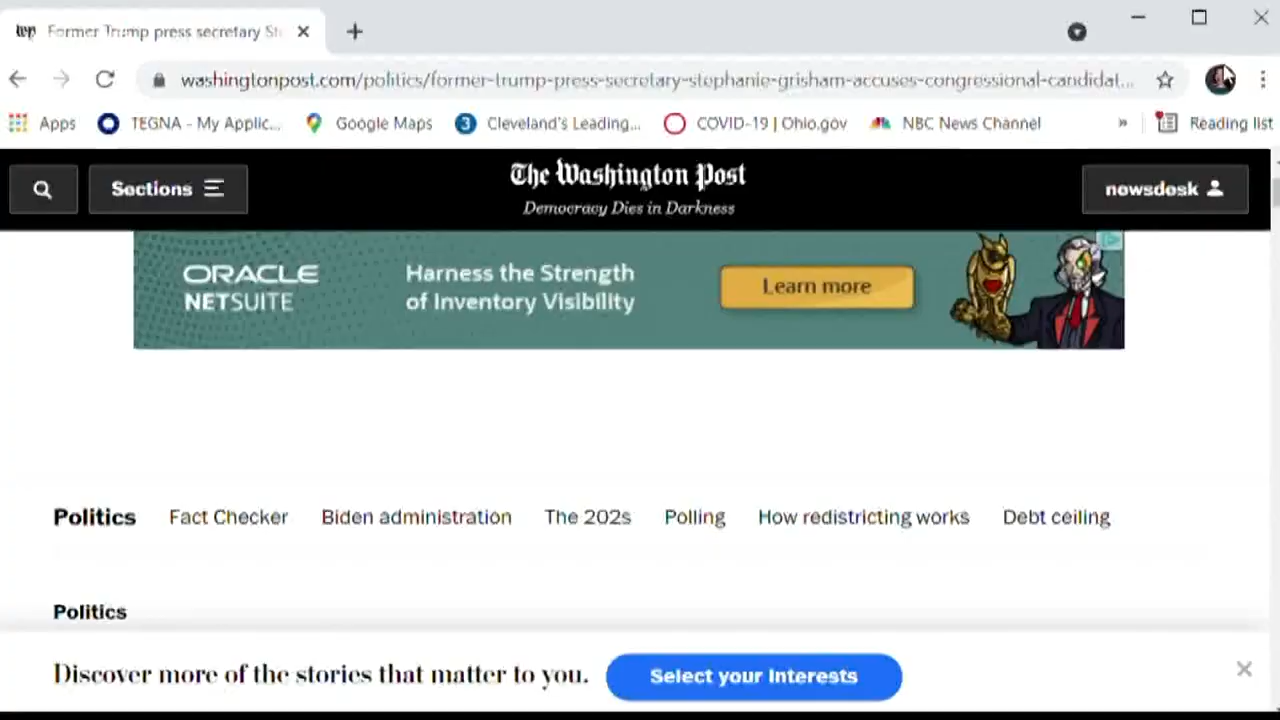 Former Trump press secretary St
washingtonpost.com/politics/former-trump-press-secretary-stephanie-grisham-accuses-congressional-candidat...
Apps TEGNA - My Applic... Google Maps 3 Cleveland's Leading... COVID-19 | Ohio.gov NBC News Channel » Reading list
Sections
The Washington Post
Democracy Dies in Darkness
newsdesk
ORACLE
NETSUITE
Harness the Strength
of Inventory Visibility
Learn more
Politics Fact Checker Biden administration The 202s Polling How redistricting works Debt ceiling
Politics
Discover more of the stories that matter to you. Select your Interests